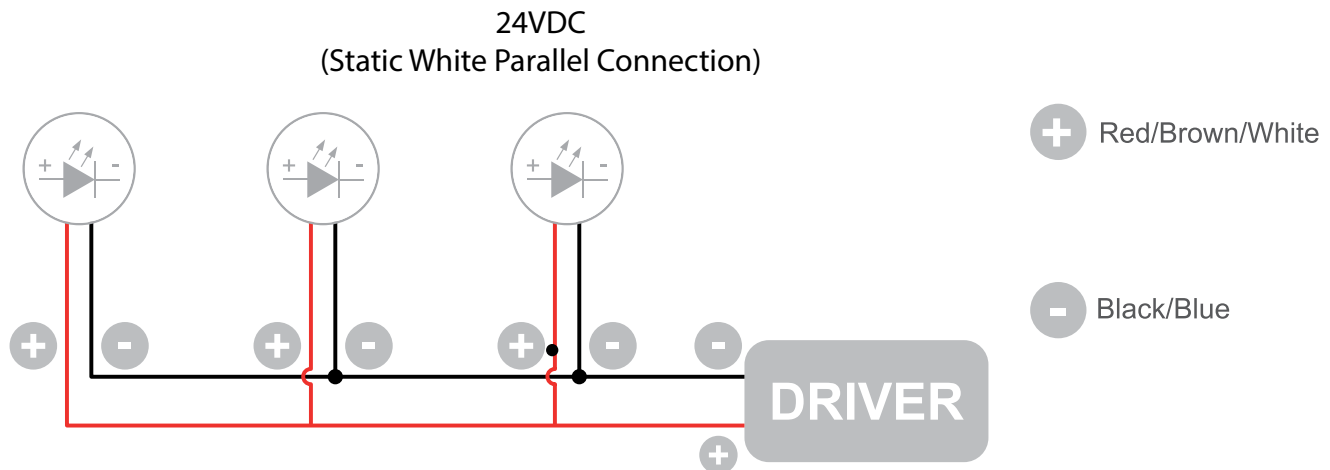 24VDC
(Static White Parallel Connection)
+ -
+ -
+ -
+ Red/Brown/White
- Black/Blue
+ - + - + - -
DRIVER
+